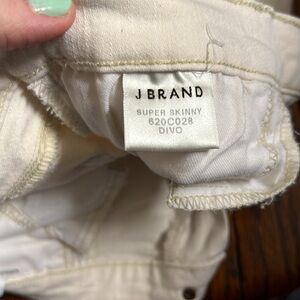 J BRAND
SUPER SKINNY
620C028
DIVO